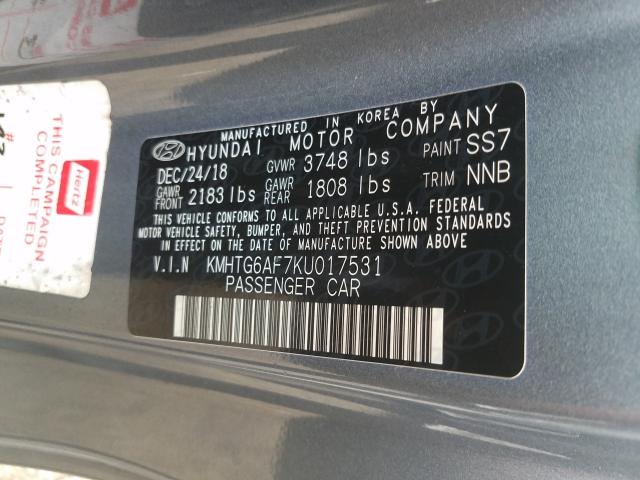 MANUFACTURED IN KOREA BY
HYUNDAI MOTOR COMPANY
DEC/24/18 GVWR 3748 lbs PAINT SS7
GAWR FRONT 2183 lbs GAWR REAR 1808 lbs TRIM NNB
THIS VEHICLE CONFORMS TO ALL APPLICABLE U.S.A. FEDERAL
MOTOR VEHICLE SAFETY, BUMPER, AND THEFT PREVENTION STANDARDS
IN EFFECT ON THE DATE OF MANUFACTURE SHOWN ABOVE
V.I.N KMHTG6AF7KU017531
PASSENGER CAR
THIS CAMPAIGN
COMPLETED
Hertz